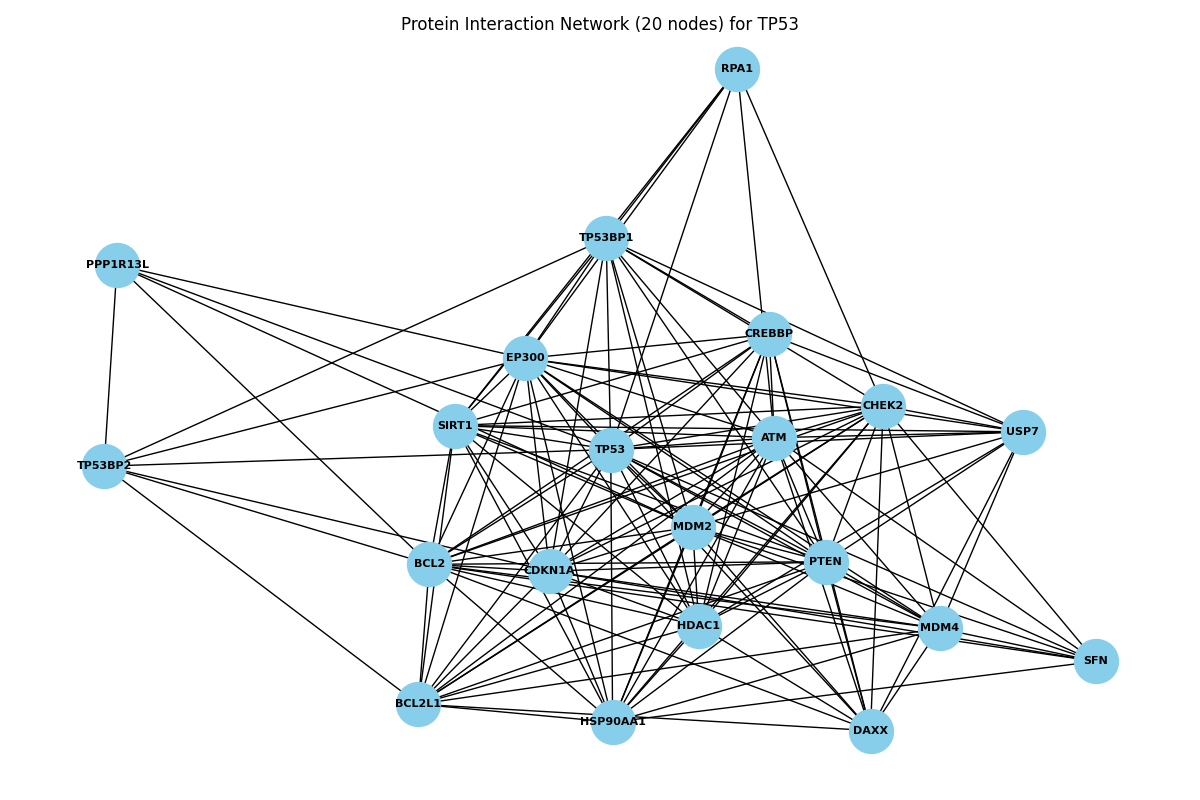 Protein Interaction Network (20 nodes) for TP53
RPA1
TP53BP1
PPP1R13L
CREBBP
EP300
CHEK2
SIRT1
USP7
ATM
TP53
TP53BP2
MDM2
PTEN
BCL2
CDKN1A
HDAC1
MDM4
SFN
BCL2L1
HSP90AA1
DAXX